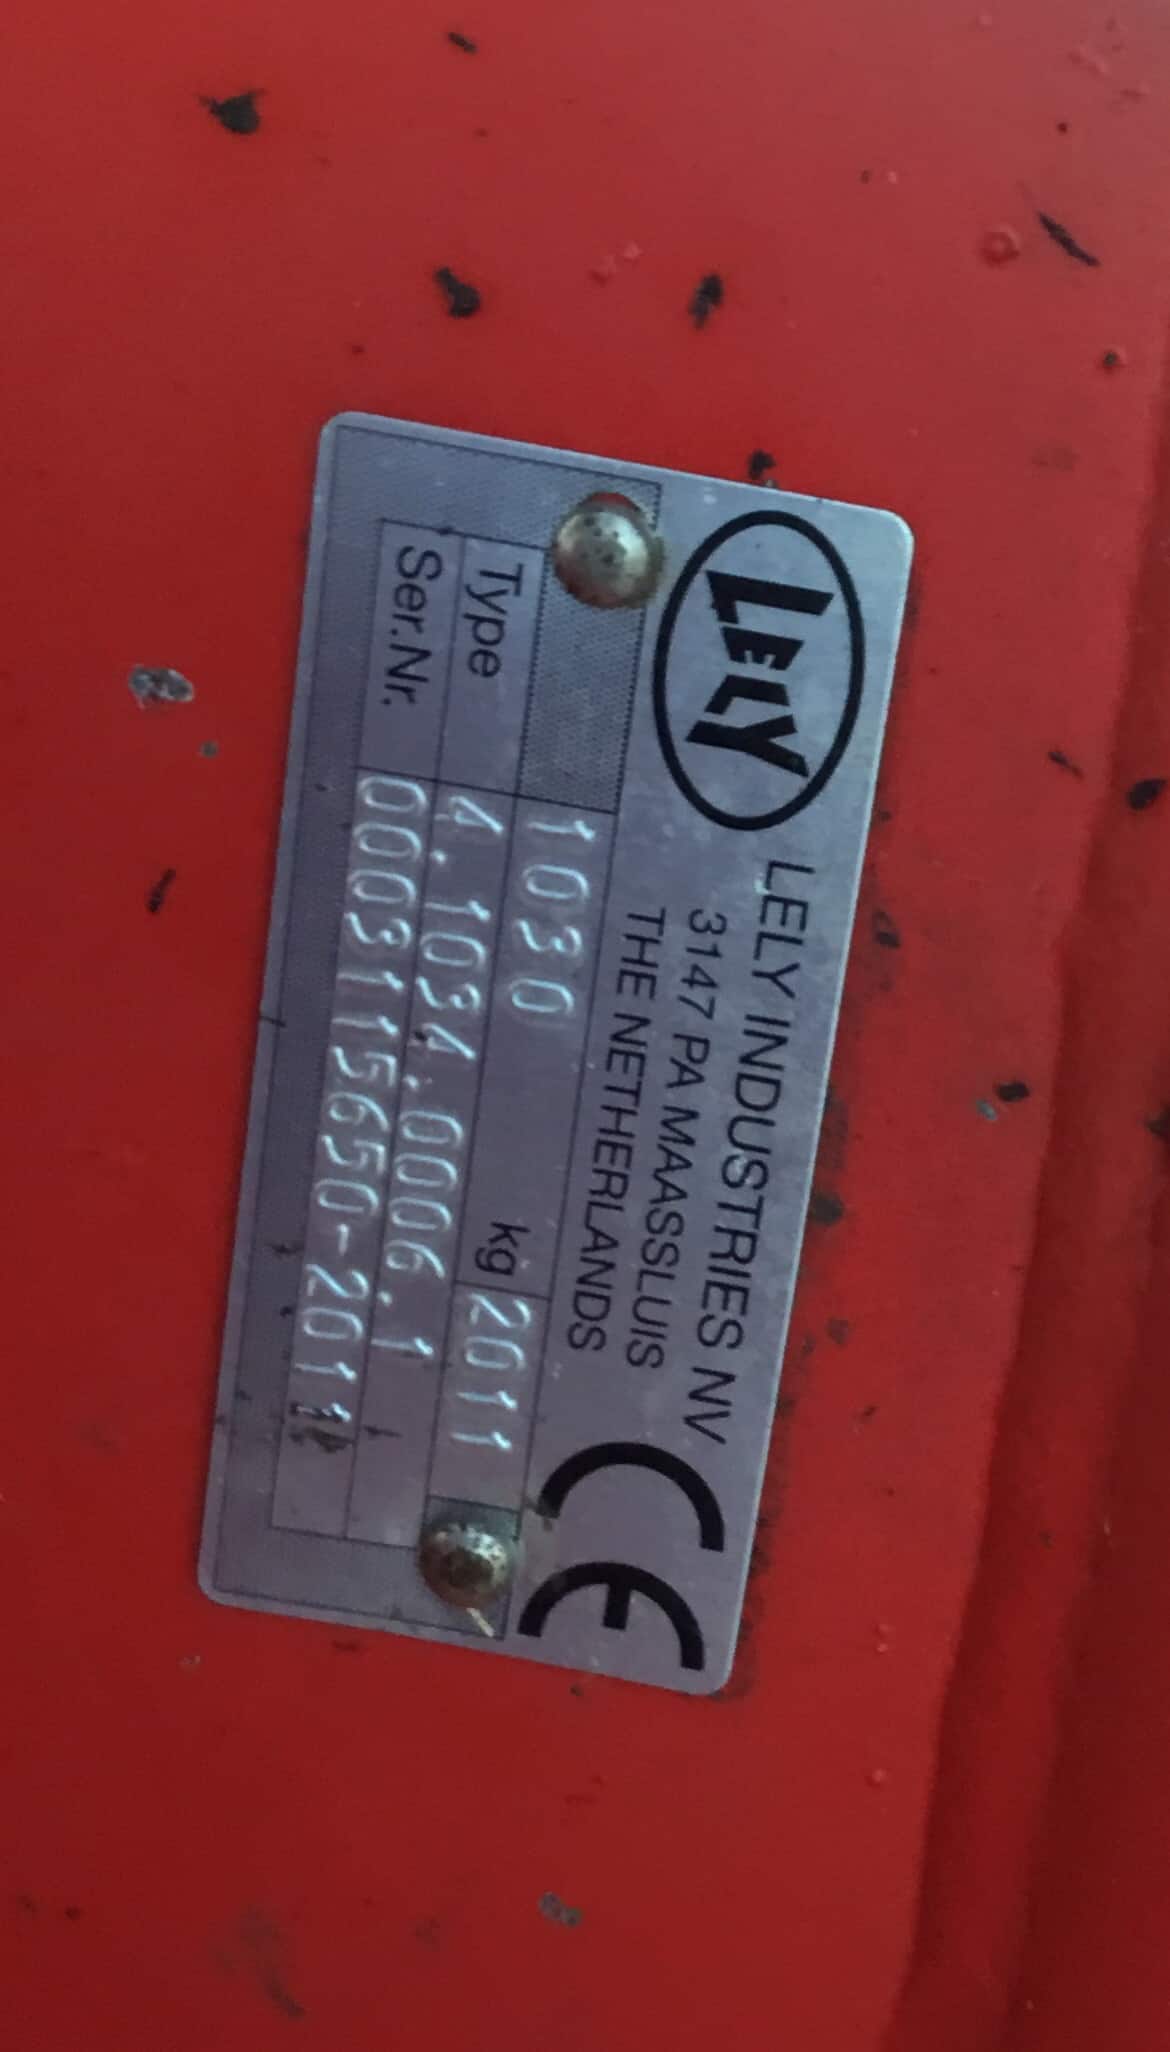 LELY
LELY INDUSTRIES NV
3147 PA MAASSLUIS
THE NETHERLANDS
CE
1030 kg 2011
Type 4.1034.0006.1
Ser.Nr. 0003115650-2011